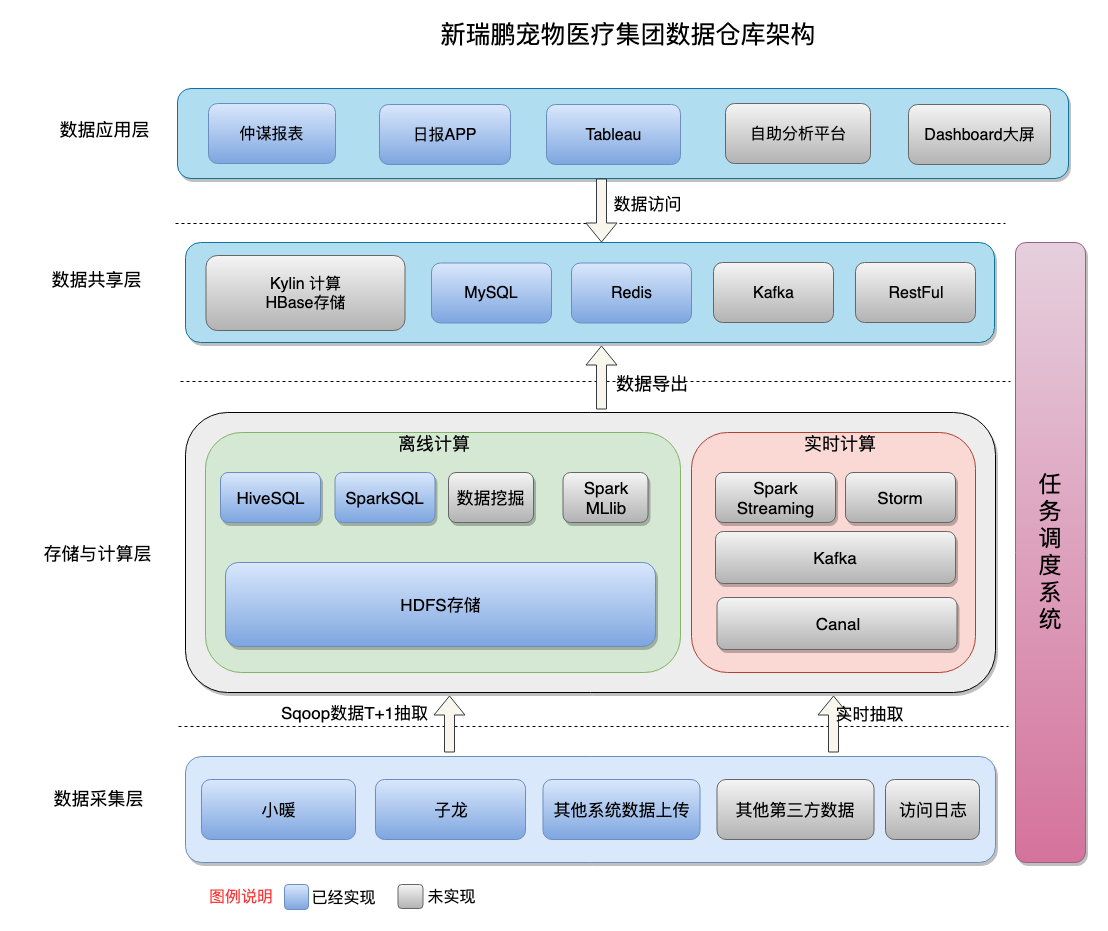 新瑞鹏宠物医疗集团数据仓库架构
数据应用层
仲谋报表
日报APP
Tableau
自助分析平台
Dashboard大屏
数据访问
数据共享层
Kylin 计算
HBase存储
MySQL
Redis
Kafka
RestFul
数据导出
存储与计算层
离线计算
HiveSQL
SparkSQL
数据挖掘
Spark
MLlib
HDFS存储
实时计算
Spark
Streaming
Storm
Kafka
Canal
任务调度系统
Sqoop数据T+1抽取
实时抽取
数据采集层
小暖
子龙
其他系统数据上传
其他第三方数据
访问日志
图例说明
已经实现
未实现